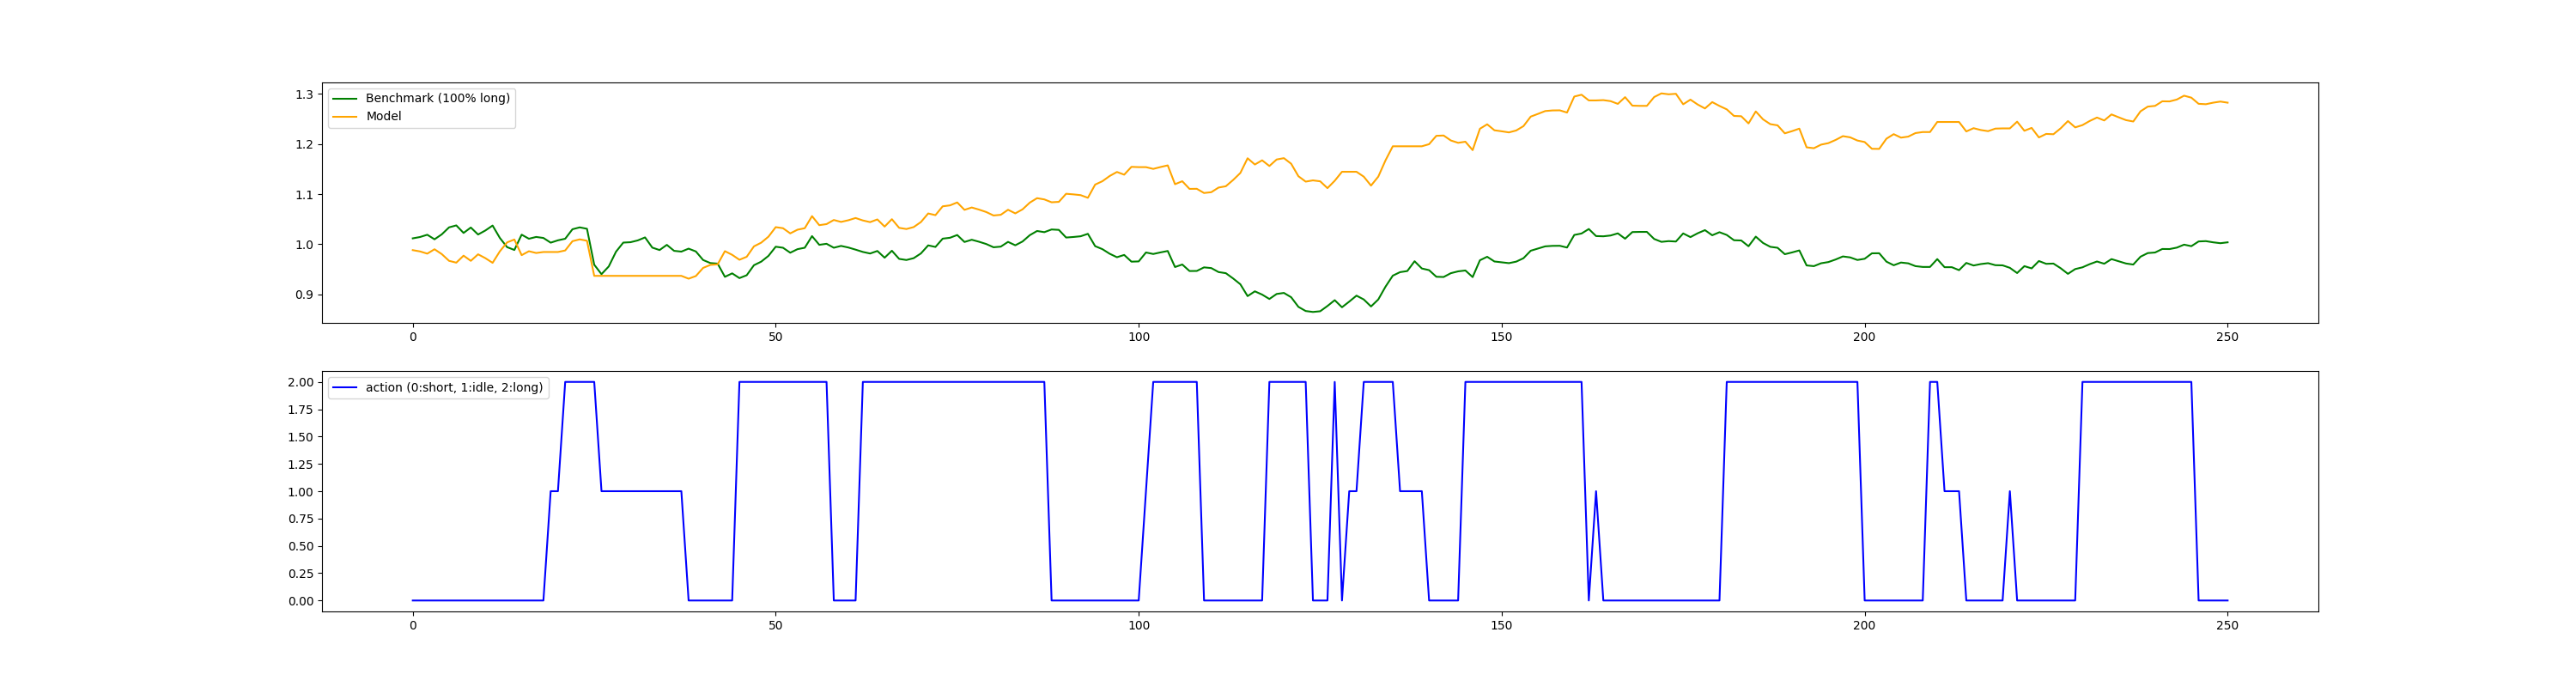 Benchmark (100% long)
Model
1.3
1.2
1.1
1.0
0.9
0 50 100 150 200 250
action (0:short, 1:idle, 2:long)
2.00
1.75
1.50
1.25
1.00
0.75
0.50
0.25
0.00
0 50 100 150 200 250